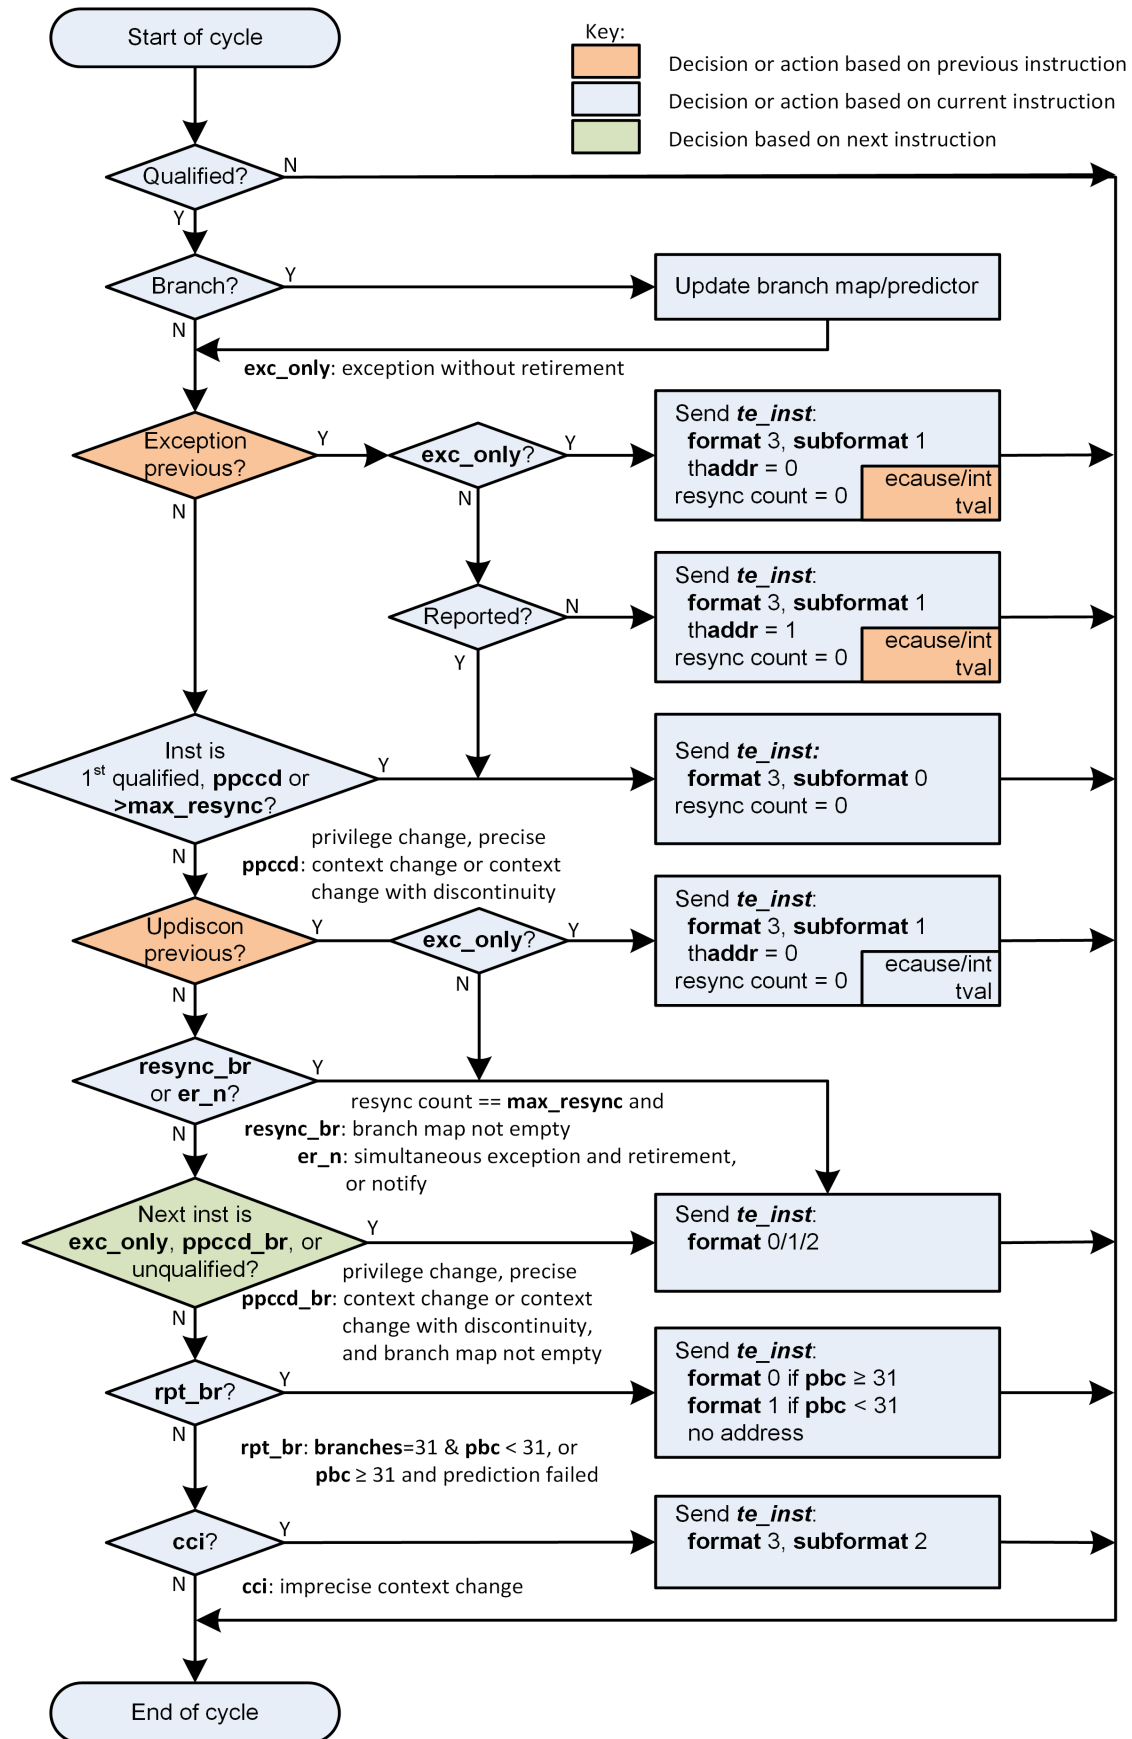 Start of cycle
Key:
Decision or action based on previous instruction
Decision or action based on current instruction
Decision based on next instruction
Qualified?
N
Y
Branch?
Y
Update branch map/predictor
N
exc_only: exception without retirement
Exception
previous?
Y
exc_only?
Y
Send te_inst:
format 3, subformat 1
thaddr = 0
resync count = 0
ecause/int
tval
N
N
Reported?
N
Send te_inst:
format 3, subformat 1
thaddr = 1
resync count = 0
ecause/int
tval
Y
Inst is
1st qualified, ppccd or
>max_resync?
Y
Send te_inst:
format 3, subformat 0
resync count = 0
N
privilege change, precise
ppccd: context change or context
change with discontinuity
Updiscon
previous?
Y
exc_only?
Y
Send te_inst:
format 3, subformat 1
thaddr = 0
resync count = 0
ecause/int
tval
N
N
resync_br
or er_n?
Y
resync count == max_resync and
resync_br: branch map not empty
er_n: simultaneous exception and retirement,
or notify
N
Next inst is
exc_only, ppccd_br, or
unqualified?
Y
Send te_inst:
format 0/1/2
privilege change, precise
ppccd_br: context change or context
change with discontinuity,
and branch map not empty
N
rpt_br?
Y
Send te_inst:
format 0 if pbc ≥ 31
format 1 if pbc < 31
no address
N
rpt_br: branches=31 & pbc < 31, or
pbc ≥ 31 and prediction failed
cci?
Y
Send te_inst:
format 3, subformat 2
N
cci: imprecise context change
End of cycle